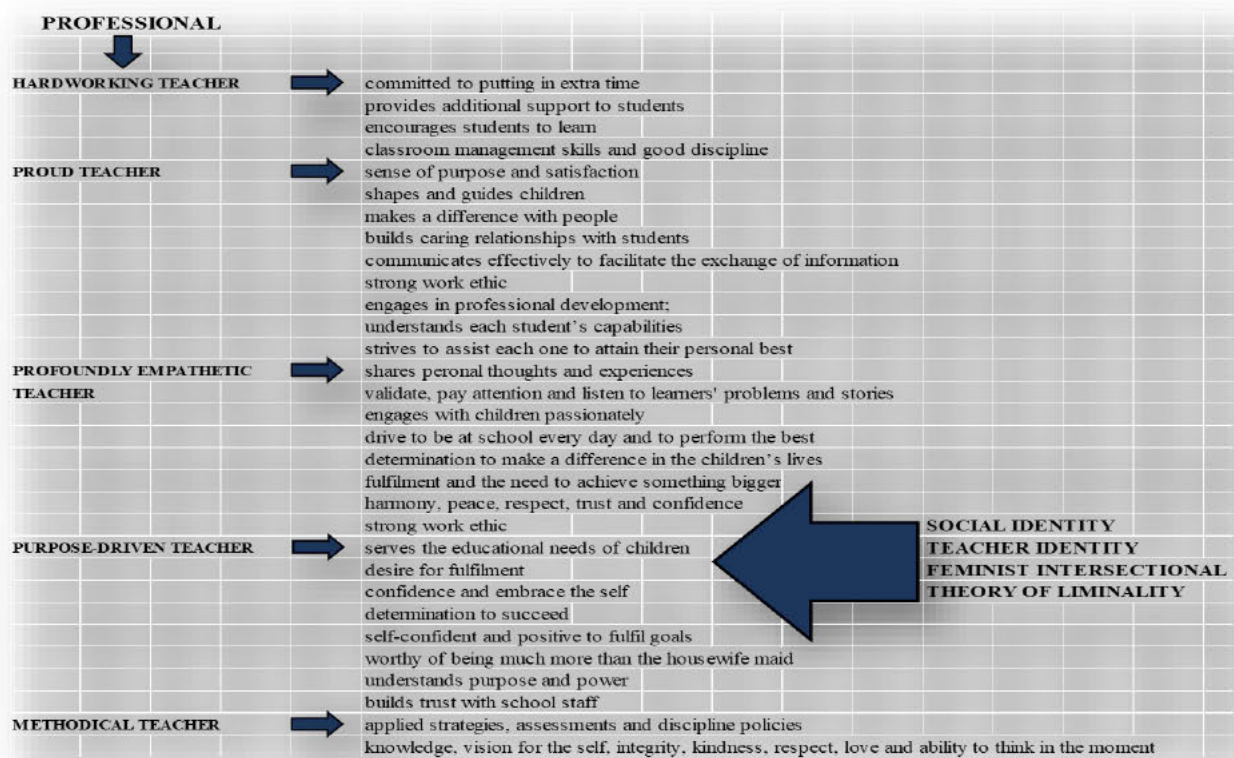 PROFESSIONAL
HARDWORKING TEACHER committed to putting in extra time
provides additional support to students
encourages students to learn
classroom management skills and good discipline
PROUD TEACHER sense of purpose and satisfaction
shapes and guides children
makes a difference with people
builds caring relationships with students
communicates effectively to facilitate the exchange of information
strong work ethic
engages in professional development;
understands each student’s capabilities
strives to assist each one to attain their personal best
PROFOUNDLY EMPATHETIC shares peronal thoughts and experiences
TEACHER validate, pay attention and listen to learners' problems and stories
engages with children passionately
drive to be at school every day and to perform the best
determination to make a difference in the children’s lives
fulfilment and the need to achieve something bigger
harmony, peace, respect, trust and confidence
strong work ethic SOCIAL IDENTITY
PURPOSE-DRIVEN TEACHER serves the educational needs of children TEACHER IDENTITY
desire for fulfilment FEMINIST INTERSECTIONAL
confidence and embrace the self THEORY OF LIMINALITY
determination to succeed
self-confident and positive to fulfil goals
worthy of being much more than the housewife maid
understands purpose and power
builds trust with school staff
METHODICAL TEACHER applied strategies, assessments and discipline policies
knowledge, vision for the self, integrity, kindness, respect, love and ability to think in the moment